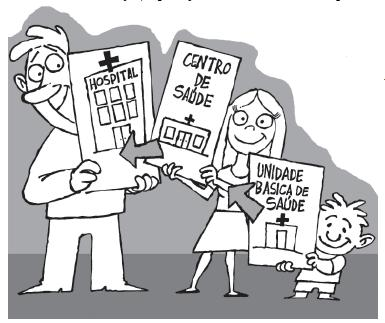 HOSPITAL
CENTRO
DE
SAÚDE
UNIDADE
BÁSICA DE
SAÚDE